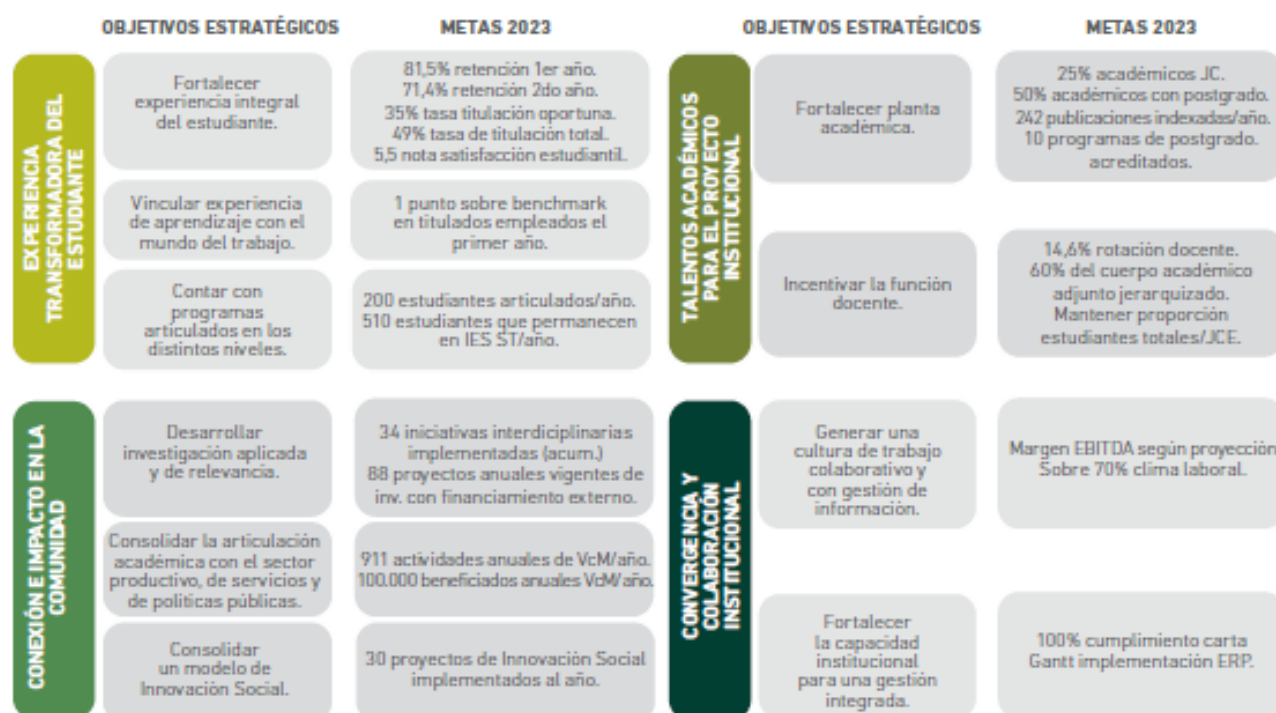 OBJETIVOS ESTRATÉGICOS
METAS 2023
EXPERIENCIA
TRANSFORMADORA DEL
ESTUDIANTE
Fortalecer
experiencia integral
del estudiante.
81,5% retención 1er año.
71,4% retención 2do año.
35% tasa titulación oportuna.
49% tasa de titulación total.
5,5 nota satisfacción estudiantil.
Vincular experiencia
de aprendizaje con el
mundo del trabajo.
1 punto sobre benchmark
en titulados empleados el
primer año.
Contar con
programas
articulados en los
distintos niveles.
200 estudiantes articulados/año.
510 estudiantes que permanecen
en IES ST/año.
OBJETIVOS ESTRATÉGICOS
METAS 2023
TALENTOS ACADÉMICOS
PARA EL PROYECTO
INSTITUCIONAL
Fortalecer planta
académica.
25% académicos JC.
50% académicos con postgrado.
242 publicaciones indexadas/año.
10 programas de postgrado.
acreditados.
Incentivar la función
docente.
14,6% rotación docente.
60% del cuerpo académico
adjunto jerarquizado.
Mantener proporción
estudiantes totales/JCE.
CONEXIÓN E IMPACTO EN LA
COMUNIDAD
Desarrollar
investigación aplicada
y de relevancia.
34 iniciativas interdiciplinarias
implementadas (acum.)
88 proyectos anuales vigentes de
inv. con financiamiento externo.
Consolidar la articulación
académica con el sector
productivo, de servicios y
de políticas públicas.
911 actividades anuales de VcM/año.
100.000 beneficiados anuales VcM/año.
Consolidar
un modelo de
Innovación Social.
30 proyectos de Innovación Social
implementados al año.
CONVERGENCIA Y
COLABORACIÓN
INSTITUCIONAL
Generar una
cultura de trabajo
colaborativo y
con gestión de
información.
Margen EBITDA según proyección
Sobre 70% clima laboral.
Fortalecer
la capacidad
institucional
para una gestión
integrada.
100% cumplimiento carta
Gantt implementación ERP.